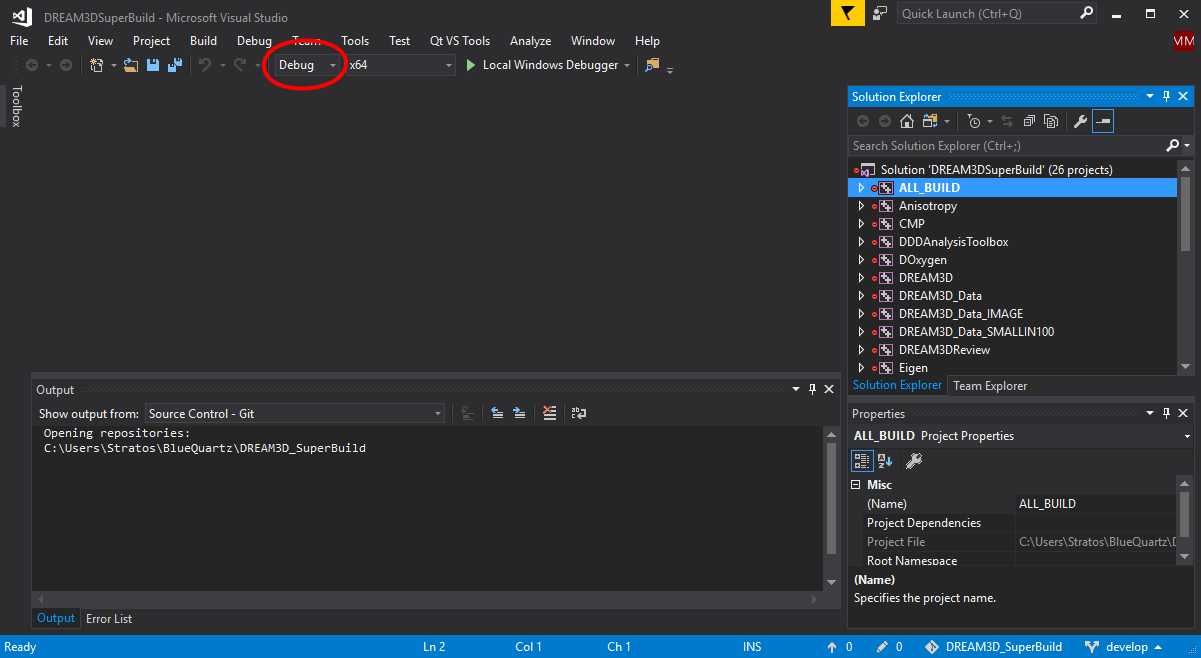 DREAM3DSuperBuild - Microsoft Visual Studio
Quick Launch (Ctrl+Q)
File Edit View Project Build Debug Team Tools Test Qt VS Tools Analyze Window Help
MM
Debug x64 Local Windows Debugger
Toolbox
Solution Explorer
Search Solution Explorer (Ctrl+;)
Solution 'DREAM3DSuperBuild' (26 projects)
ALL_BUILD
Anisotropy
CMP
DDDAnalysisToolbox
DOxygen
DREAM3D
DREAM3D_Data
DREAM3D_Data_IMAGE
DREAM3D_Data_SMALLIN100
DREAM3DReview
Eigen
Solution Explorer Team Explorer
Output
Show output from: Source Control - Git
Opening repositories:
C:\Users\Stratos\BlueQuartz\DREAM3D_SuperBuild
Output Error List
Properties
ALL_BUILD Project Properties
Misc
(Name) ALL_BUILD
Project Dependencies
Project File C:\Users\Stratos\BlueQuartz\D
Root Namespace
(Name)
Specifies the project name.
Ready Ln 2 Col 1 Ch 1 INS 0 0 DREAM3D_SuperBuild develop